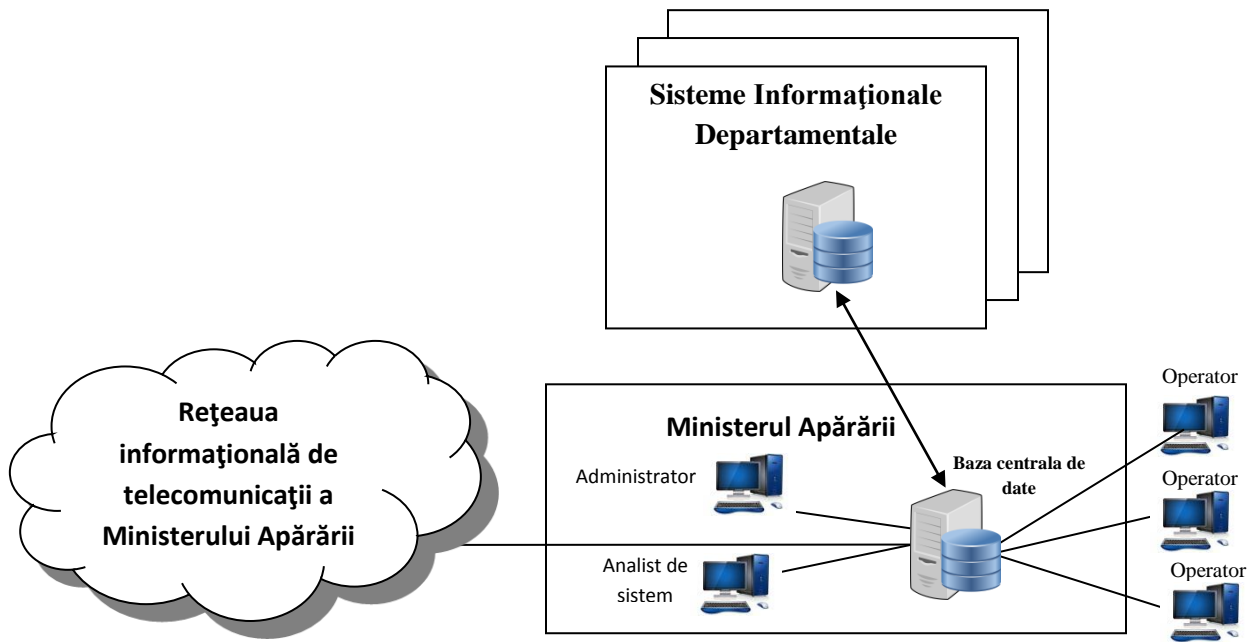 Sisteme Informaţionale
Departamentale
Reţeaua
informaţională de
telecomunicaţii a
Ministerului Apărării
Ministerul Apărării
Administrator
Analist de
sistem
Baza centrala de
date
Operator
Operator
Operator